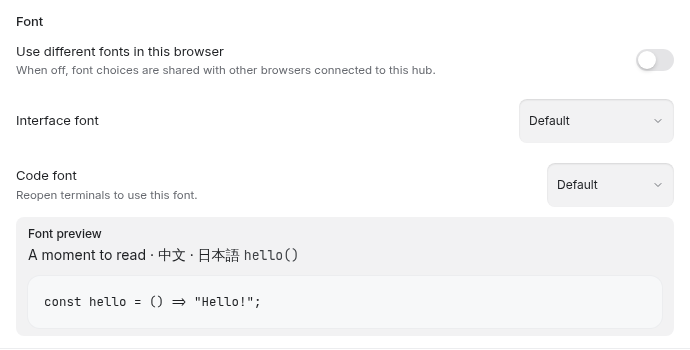 Font
Use different fonts in this browser
When off, font choices are shared with other browsers connected to this hub.
Interface font
Default
Code font
Default
Reopen terminals to use this font.
Font preview
A moment to read · 中文 · 日本語 hello()
const hello = () => "Hello!";